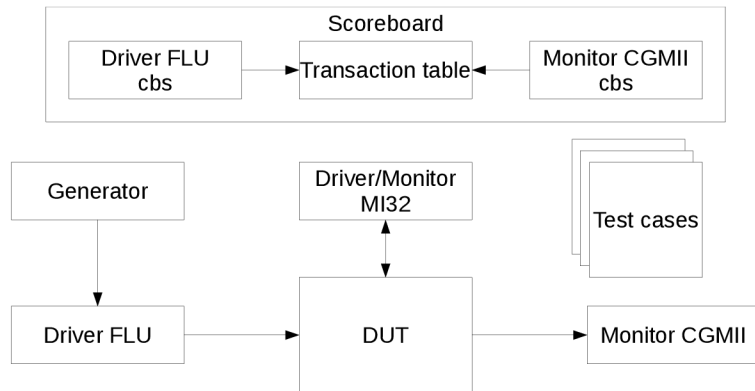 Scoreboard
Driver FLU
cbs
Transaction table
Monitor CGMII
cbs
Generator
Driver/Monitor
MI32
Test cases
Driver FLU
DUT
Monitor CGMII